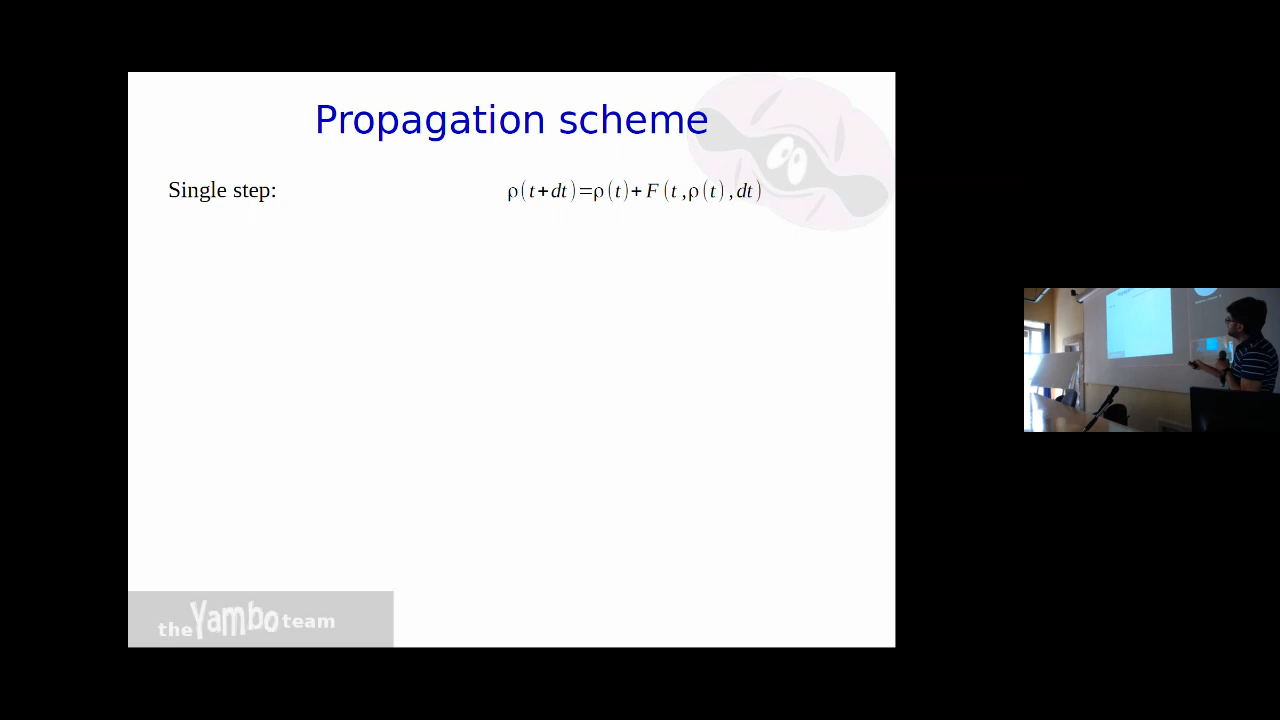 Propagation scheme
Single step: ρ(t+dt)=ρ(t)+F(t,ρ(t),dt)
the Yambo team